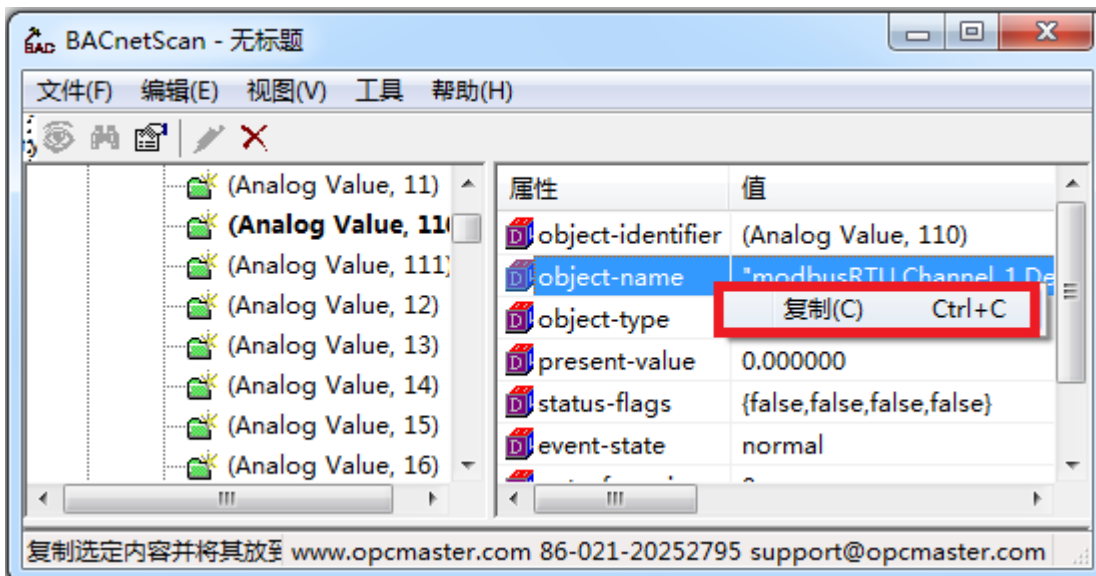 BACnetScan - 无标题
文件(F) 编辑(E) 视图(V) 工具 帮助(H)
(Analog Value, 11)
(Analog Value, 110
(Analog Value, 111)
(Analog Value, 12)
(Analog Value, 13)
(Analog Value, 14)
(Analog Value, 15)
(Analog Value, 16)
属性 值
object-identifier (Analog Value, 110)
object-name "modbusRTU Channel_1.De
object-type
复制(C) Ctrl+C
present-value 0.000000
status-flags {false,false,false,false}
event-state normal
复制选定内容并将其放到 www.opcmaster.com 86-021-20252795 support@opcmaster.com